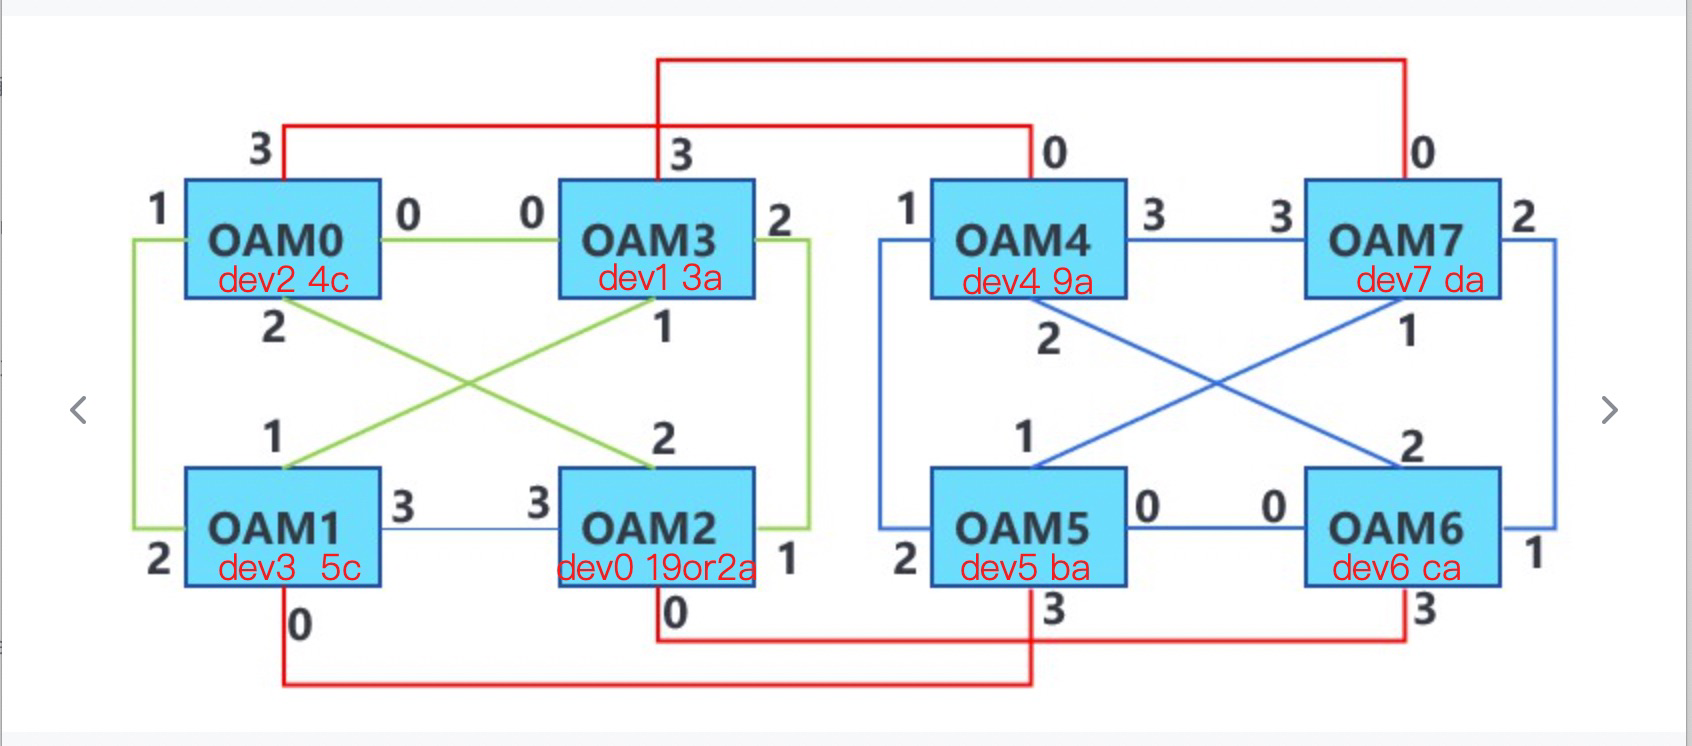 3 3 0 0
1 0 0 2 1 3 3 2
OAM0 OAM3 OAM4 OAM7
dev2 4c dev1 3a dev4 9a dev7 da
2 1 2 1
1 2 1 2
3 3 0 0
OAM1 OAM2 OAM5 OAM6
dev3 5c dev0 19or2a dev5 ba dev6 ca
2 1 2 1
0 0 3 3